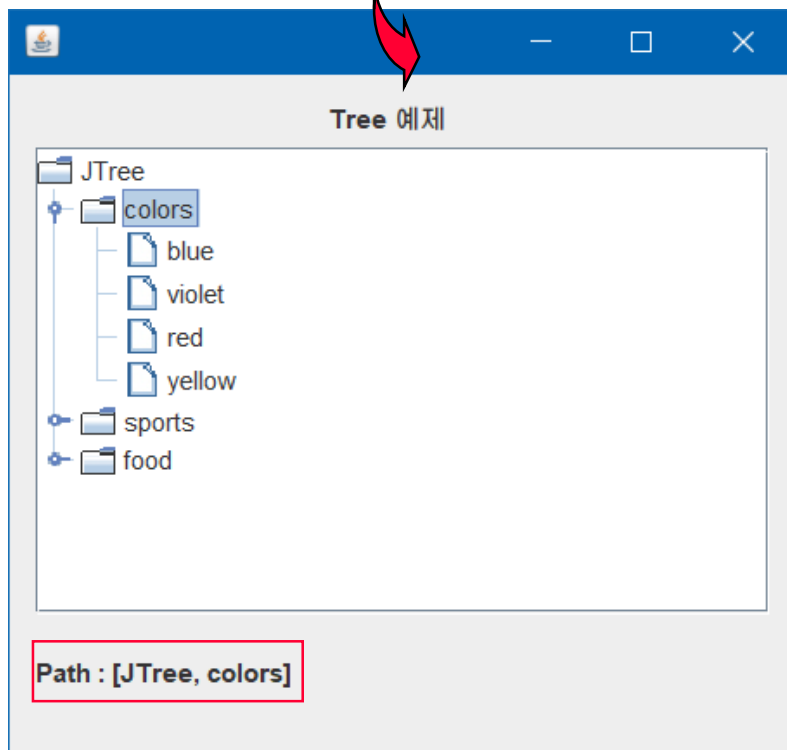 Tree 예제
JTree
colors
blue
violet
red
yellow
sports
food
Path : [JTree, colors]